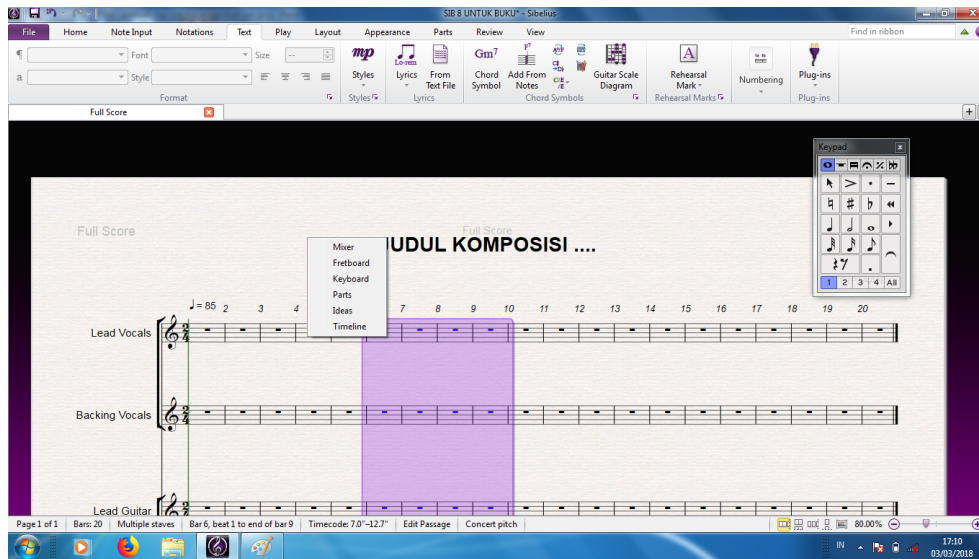 SIB 8 UNTUK BUKU* - Sibelius
File Home Note Input Notations Text Play Layout Appearance Parts Review View Find in ribbon
Font Size --
a Style
Format
mp
Styles
Styles
Lo-rem
Lyrics From Text File
Lyrics
Gm7
Chord Symbol
Add From Notes
Guitar Scale Diagram
Chord Symbols
A
Rehearsal Mark
Rehearsal Marks
Numbering
Plug-ins
Plug-ins
Full Score
Keypad
1 2 3 4 All
Full Score
Full Score
JUDUL KOMPOSISI ....
Mixer
Fretboard
Keyboard
Parts
Ideas
Timeline
= 85 2 3 4 7 8 9 10 11 12 13 14 15 16 17 18 19 20
Lead Vocals
Backing Vocals
Lead Guitar
Page 1 of 1 Bars: 20 Multiple staves Bar 6, beat 1 to end of bar 9 Timecode: 7.0"–12.7" Edit Passage Concert pitch 80.00%
IN 17:10
03/03/2018